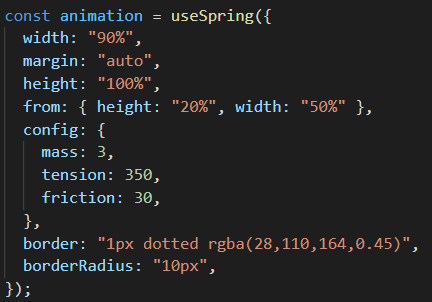 const animation = useSpring({
  width: "90%",
  margin: "auto",
  height: "100%",
  from: { height: "20%", width: "50%" },
  config: {
    mass: 3,
    tension: 350,
    friction: 30,
  },
  border: "1px dotted rgba(28,110,164,0.45)",
  borderRadius: "10px",
});